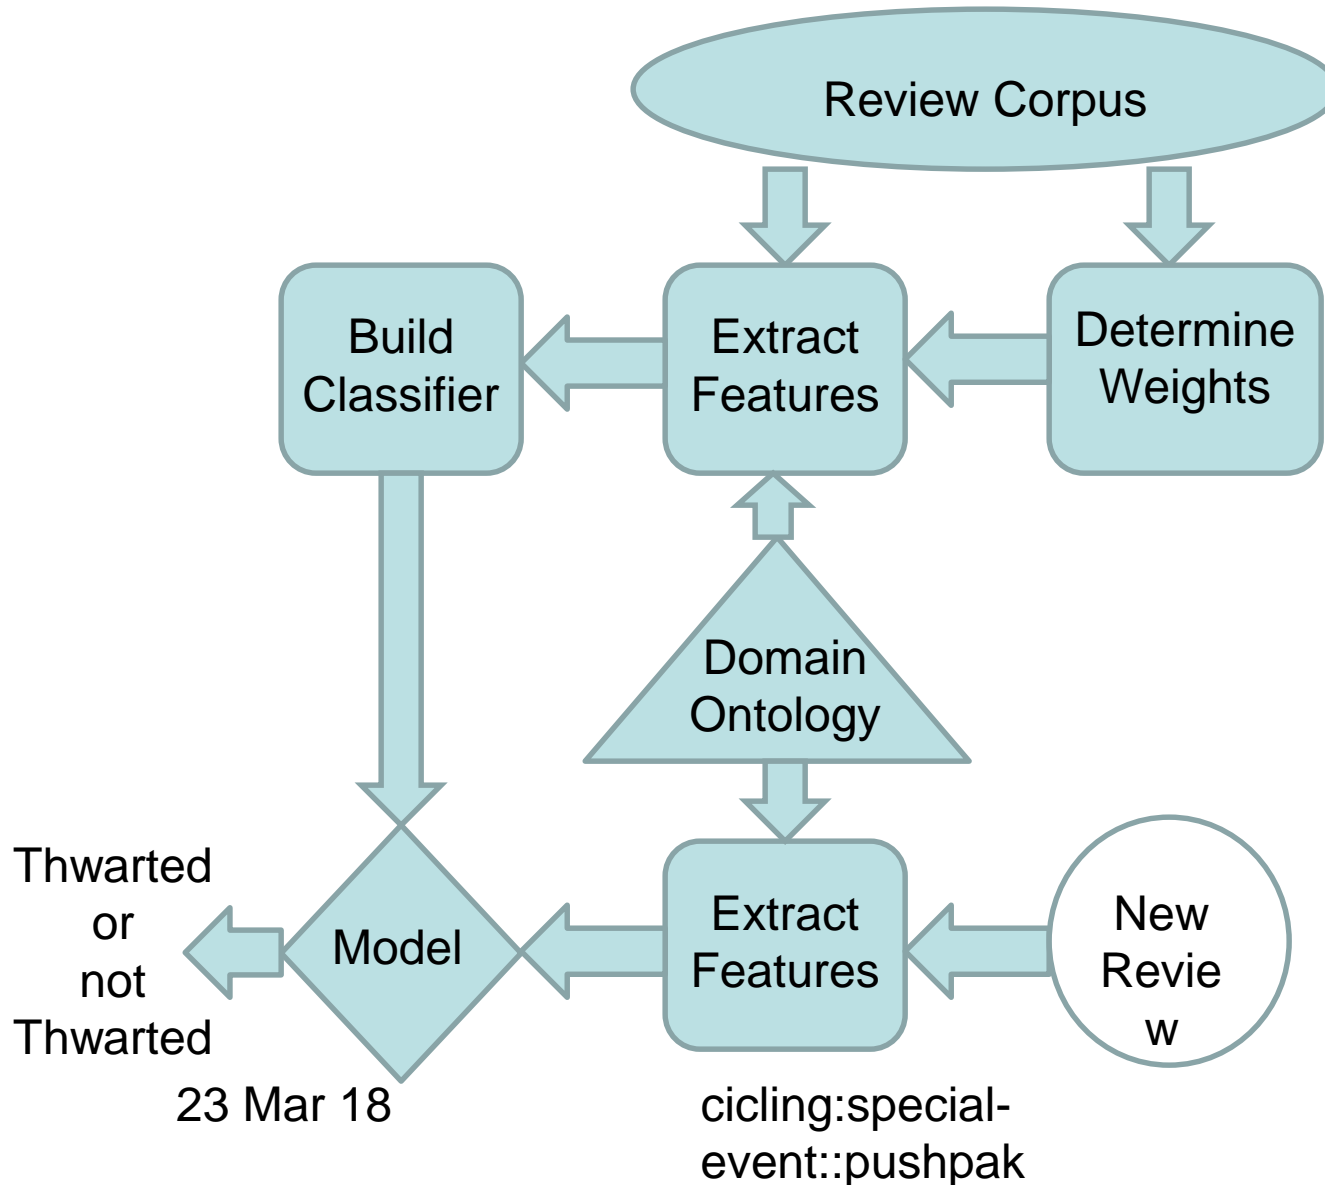 Review Corpus
Build
Classifier
Extract
Features
Determine
Weights
Domain
Ontology
Thwarted
or
not
Thwarted
Model
Extract
Features
New
Revie
w
23 Mar 18
cicling:special-
event::pushpak